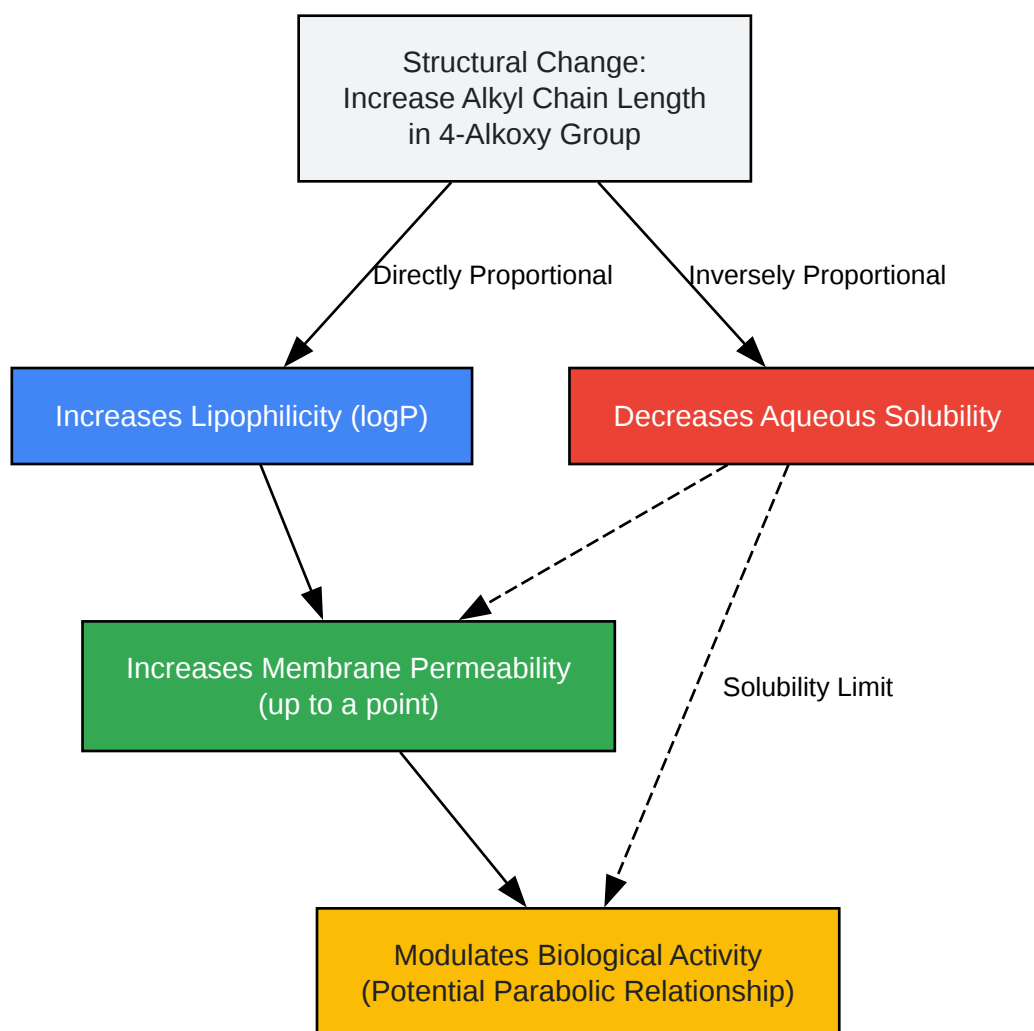 Structural Change:
Increase Alkyl Chain Length
in 4-Alkoxy Group
Directly Proportional
Inversely Proportional
Increases Lipophilicity (logP)
Decreases Aqueous Solubility
Increases Membrane Permeability
(up to a point)
Solubility Limit
Modulates Biological Activity
(Potential Parabolic Relationship)